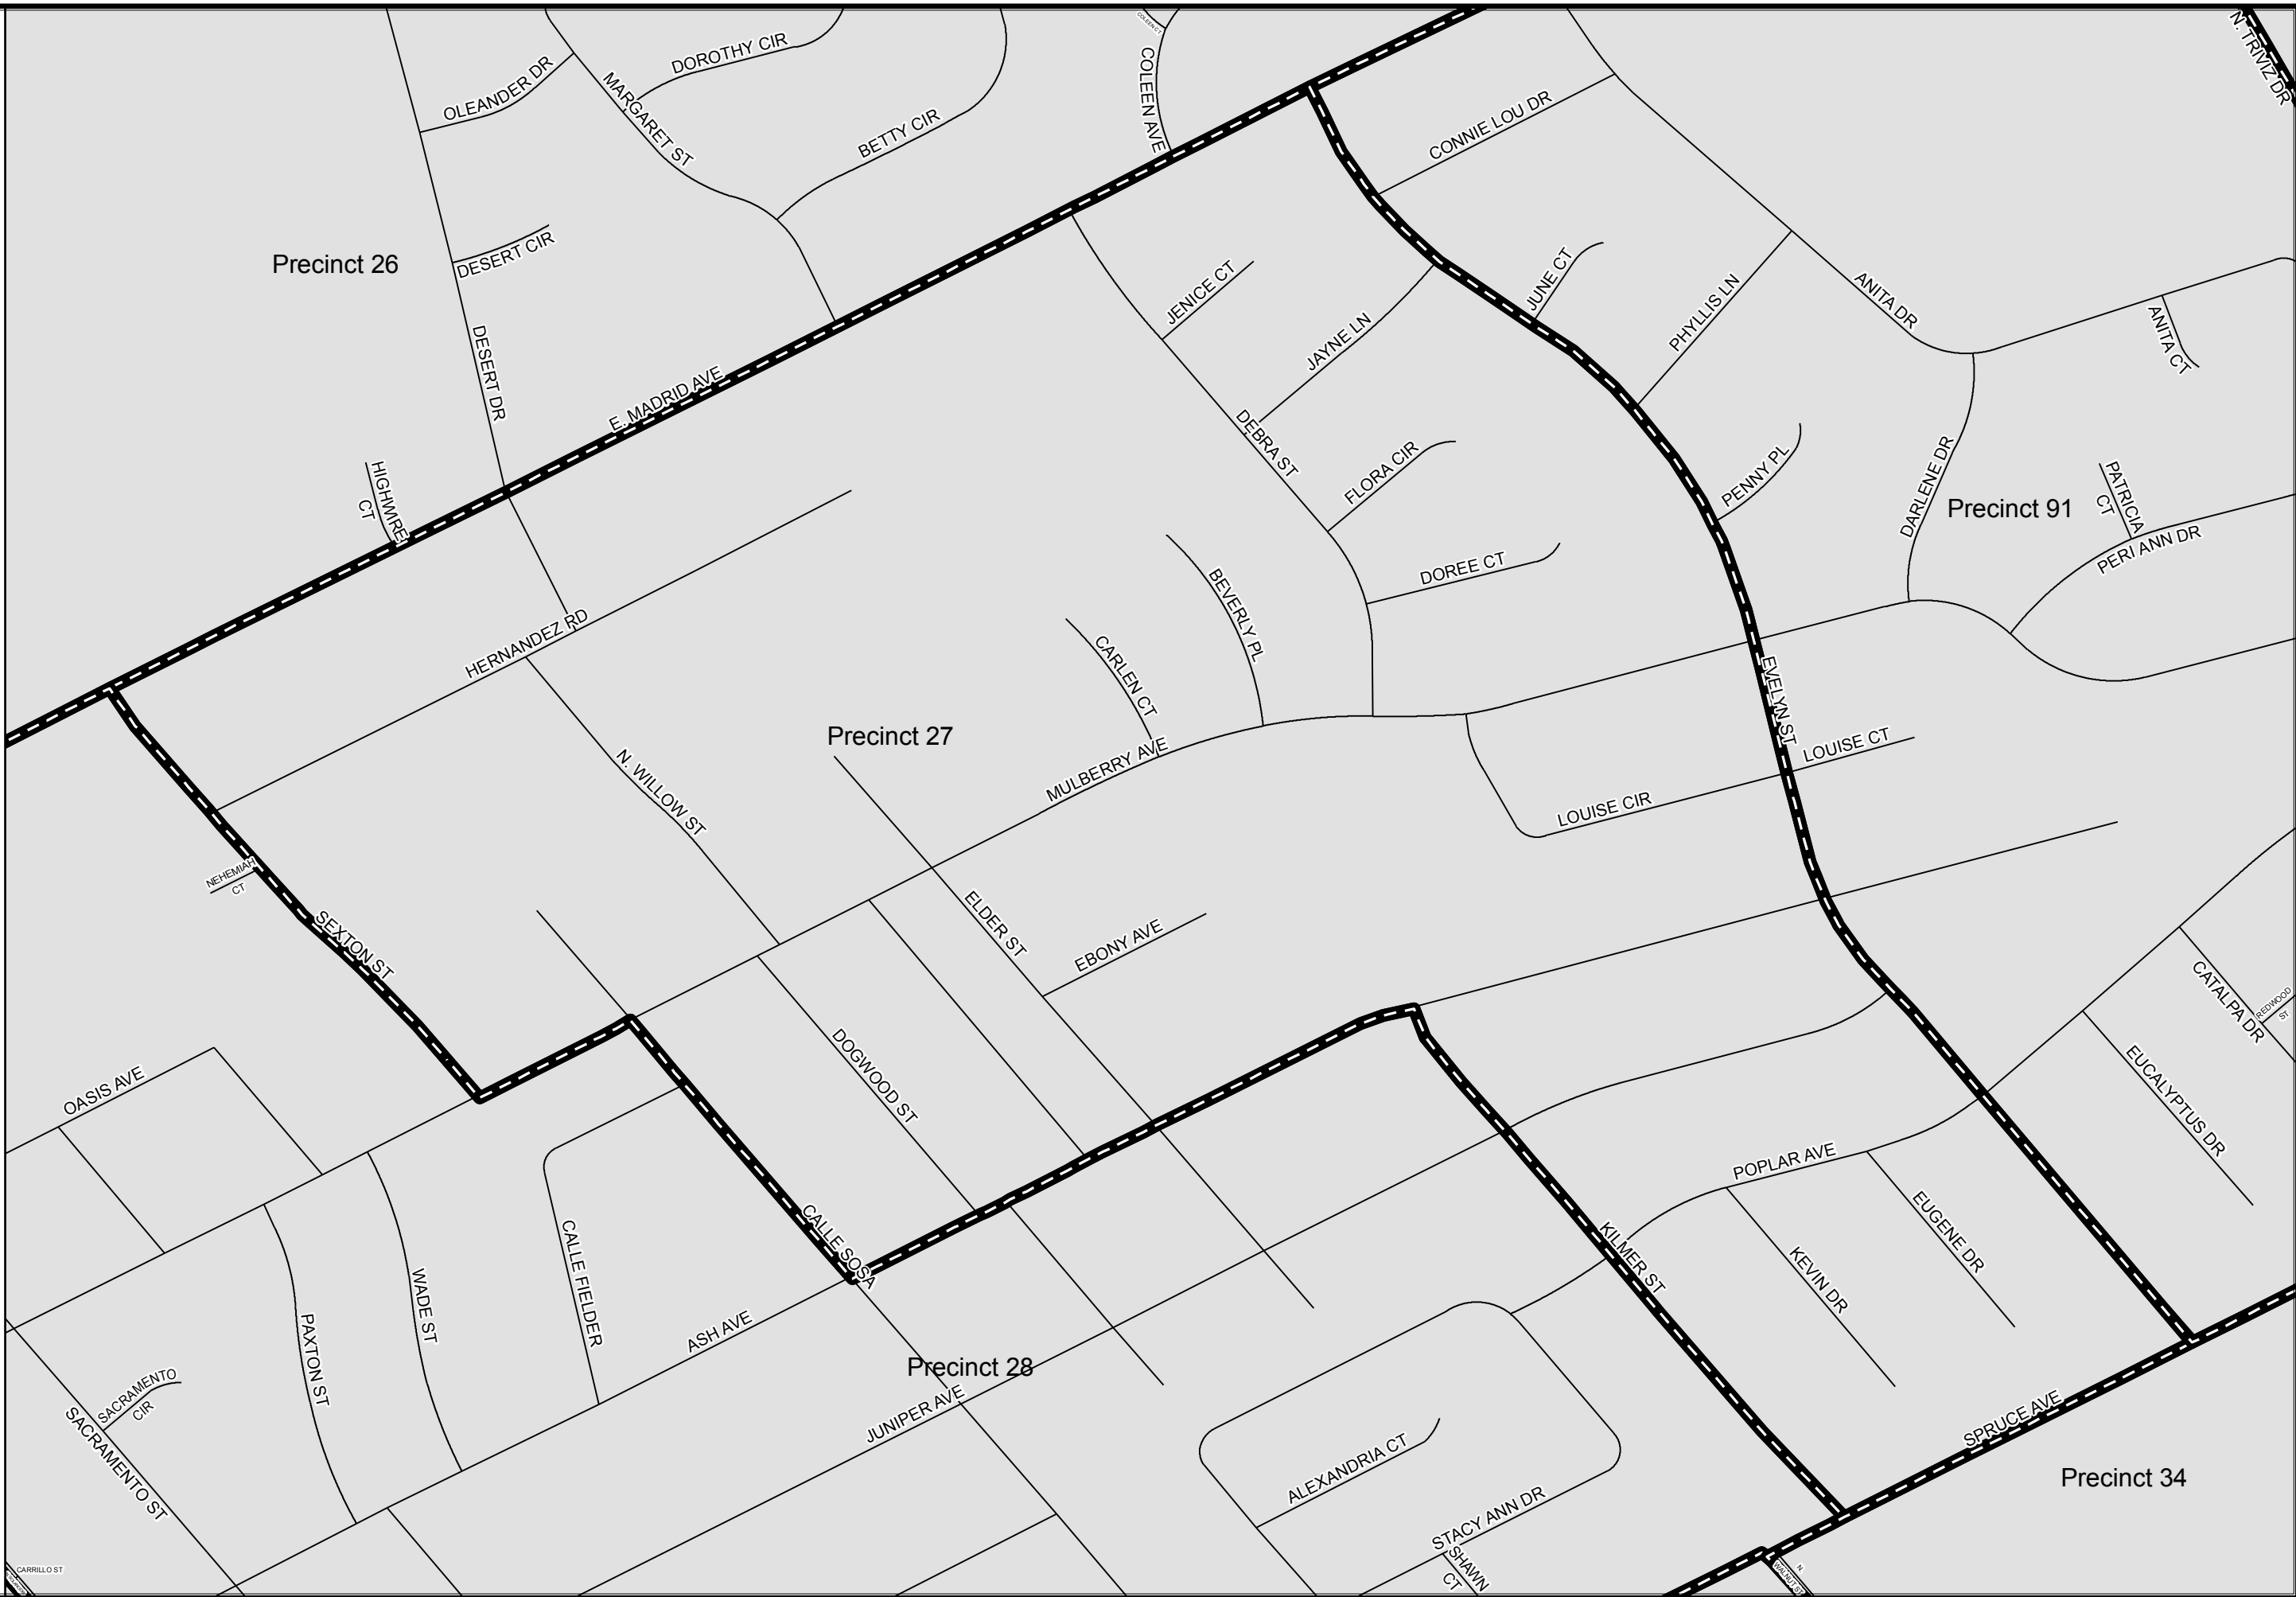 COLEEN CT
N. TRIVIZ DR
DOROTHY CIR
OLEANDER DR
MARGARET ST
COLEEN AVE
BETTY CIR
CONNIE LOU DR
Precinct 26
DESERT CIR
JENICE CT
JUNE CT
PHYLLIS LN
ANITA DR
ANITA CT
DESERT DR
JAYNE LN
E. MADRID AVE
DEBRA ST
FLORA CIR
PENNY PL
DARLENE DR
HIGHWIRE
CT
Precinct 91
PATRICIA
CT
PERI ANN DR
DOREE CT
BEVERLY PL
HERNANDEZ RD
CARLEN CT
EVELYN ST
Precinct 27
LOUISE CT
N. WILLOW ST
MULBERRY AVE
LOUISE CIR
NEHEMIAH
CT
SEXTON ST
ELDER ST
EBONY AVE
CATALPA DR
REDWOOD
ST
OASIS AVE
DOGWOOD ST
EUCALYPTUS DR
POPLAR AVE
CALLE SOSA
CALLE FIELDER
EUGENE DR
KILMER ST
KEVIN DR
WADE ST
PAXTON ST
ASH AVE
Precinct 28
SACRAMENTO
CIR
JUNIPER AVE
SACRAMENTO ST
SPRUCE AVE
Precinct 34
ALEXANDRIA CT
STACY ANN DR
SHAWN
CT
CARRILLO ST
N
WALNUT ST